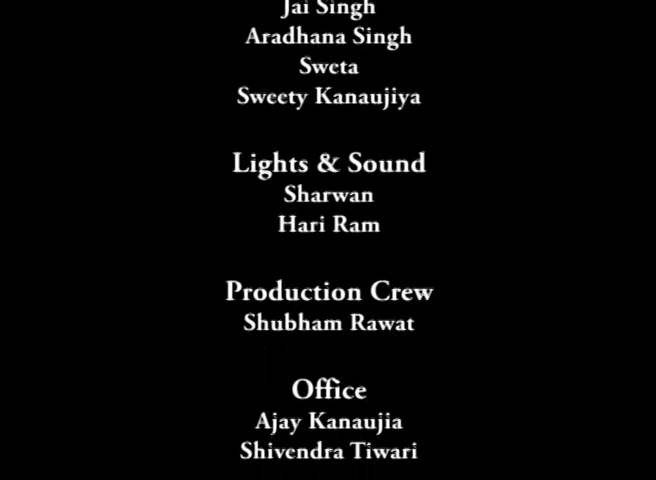 Jai Singh
Aradhana Singh
Sweta
Sweety Kanaujiya
Lights & Sound
Sharwan
Hari Ram
Production Crew
Shubham Rawat
Office
Ajay Kanaujia
Shivendra Tiwari